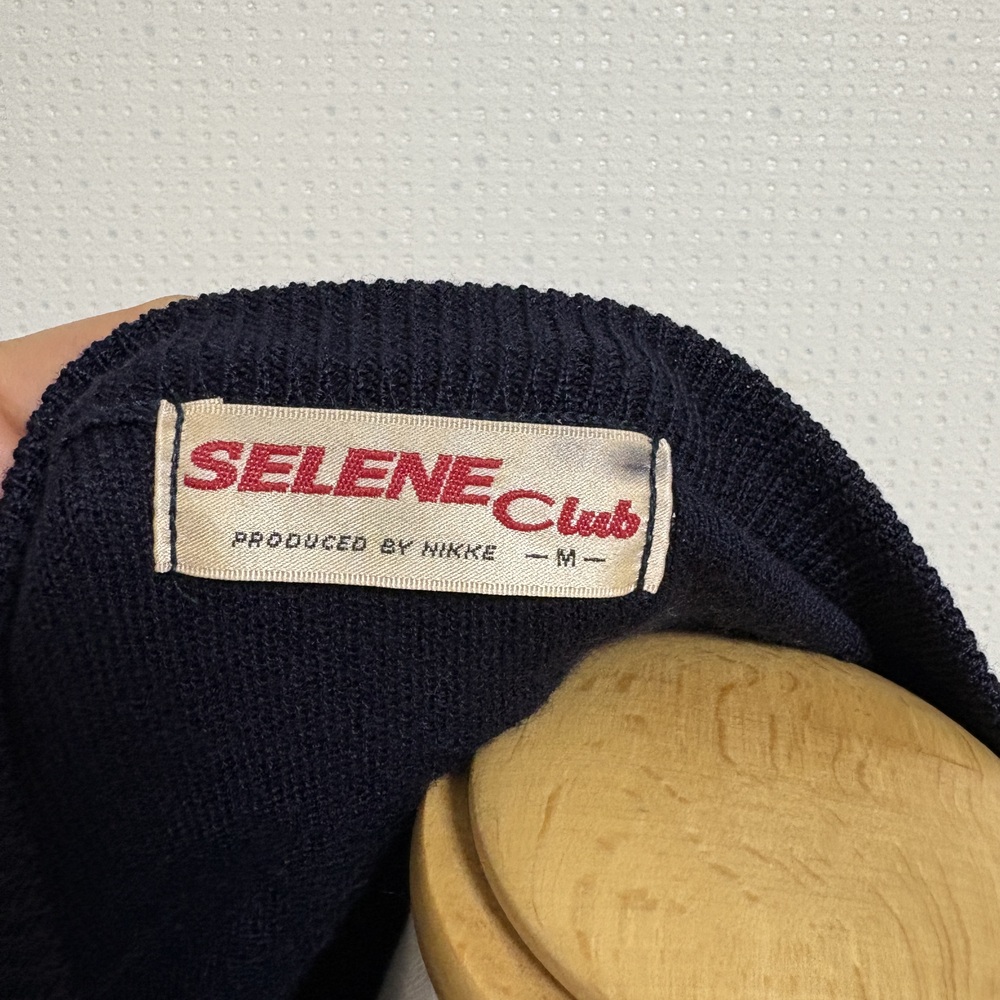 SELENE Club
PRODUCED BY NIKKE —M—